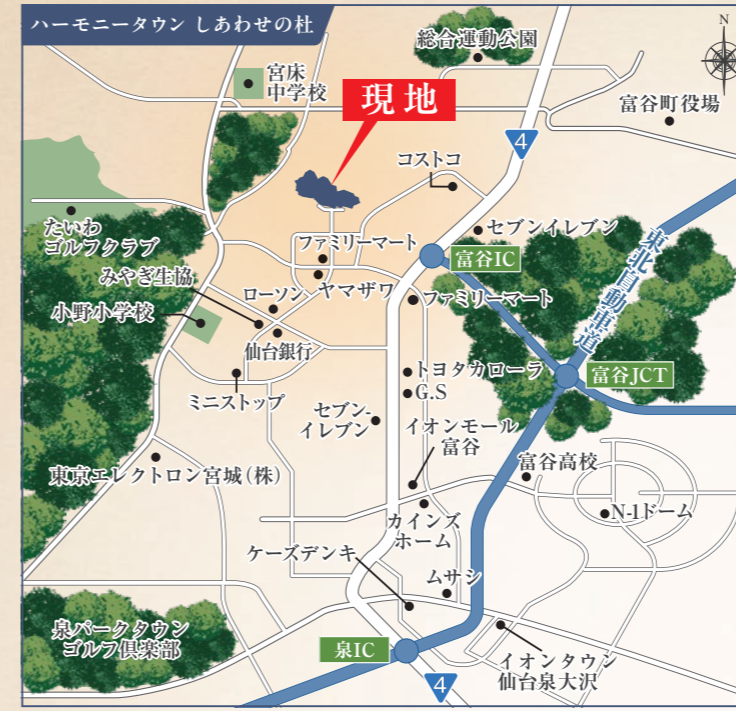 ハーモニータウン しあわせの杜
総合運動公園
N
宮床
中学校
現地
富谷町役場
4
コストコ
たいわ
ゴルフクラブ
セブンイレブン
ファミリーマート
富谷IC
東北自動車道
みやぎ生協
ヤマザワ
ローソン
ファミリーマート
小野小学校
仙台銀行
トヨタカローラ
富谷JCT
G.S
ミニストップ
セブン-
イレブン
イオンモール
富谷
東京エレクトロン宮城(株)
富谷高校
N-1ドーム
カインズ
ホーム
ケーズデンキ
ムサシ
泉パークタウン
ゴルフ倶楽部
泉IC
イオンタウン
仙台泉大沢
4